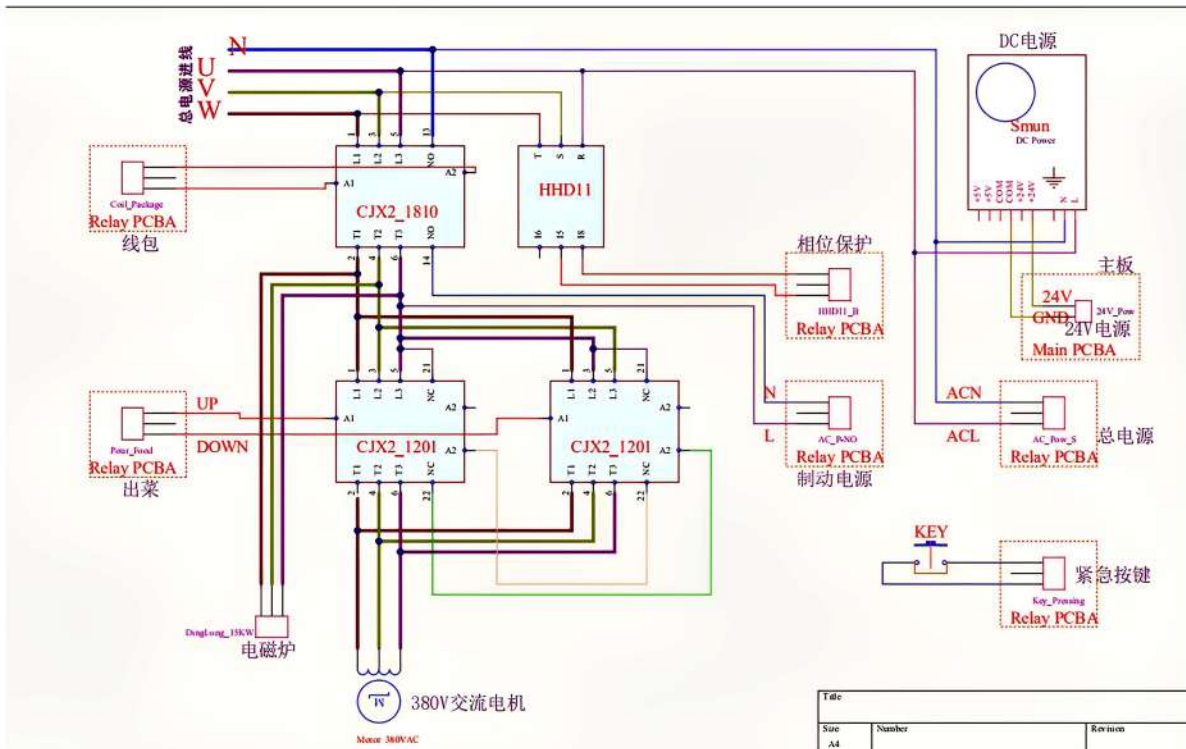 DC电源
总电源进线
N
U
V
W
Smun
DC Power
+5V
+5V
COM
COM
+24V
+24V
N
L
1
3
5
13
L1
L2
L3
NO
A1
A2
CJX2_1810
T1
T2
T3
NO
2
4
6
14
T
S
R
HHD11
16
15
18
Coil_Package
Relay PCBA
线包
相位保护
HHD11_B
Relay PCBA
主板
24V
GND
24V_Pow
24V电源
Main PCBA
1
3
5
21
L1
L2
L3
NC
A1
A2
A2
CJX2_1201
T1
T2
T3
NC
2
4
6
22
1
3
5
21
L1
L2
L3
NC
A1
A2
A2
CJX2_1201
T1
T2
T3
NC
2
4
6
22
UP
DOWN
Pour_Food
Relay PCBA
出菜
N
L
AC_P-NO
Relay PCBA
制动电源
ACN
ACL
AC_Pow_S
Relay PCBA
总电源
KEY
Key_Pressing
Relay PCBA
紧急按键
DingLong_15KW
电磁炉
M
380V交流电机
Motor 380VAC
Title
Size
Number
Revision
A4